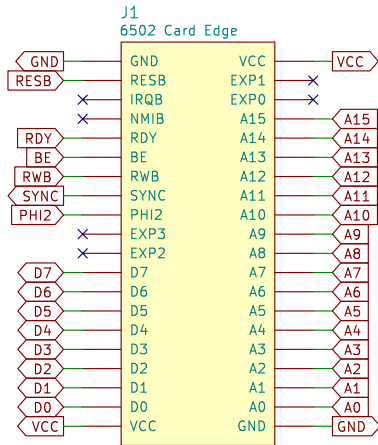 J1
6502 Card Edge
GND GND VCC VCC
RESB RESB EXP1
IRQB EXP0
NMIB A15 A15
RDY RDY A14 A14
BE BE A13 A13
RWB RWB A12 A12
SYNC SYNC A11 A11
PHI2 PHI2 A10 A10
EXP3 A9 A9
EXP2 A8 A8
D7 D7 A7 A7
D6 D6 A6 A6
D5 D5 A5 A5
D4 D4 A4 A4
D3 D3 A3 A3
D2 D2 A2 A2
D1 D1 A1 A1
D0 D0 A0 A0
VCC VCC GND GND